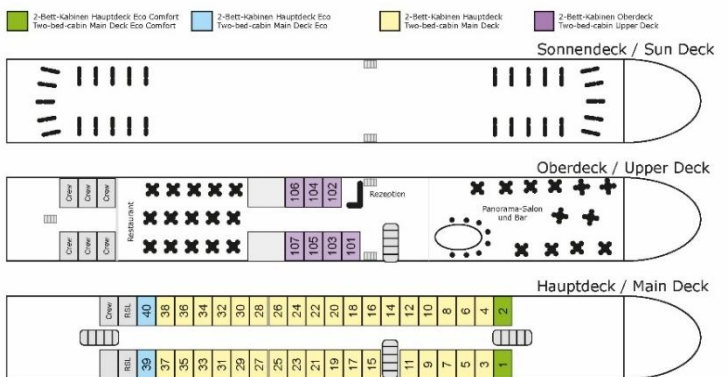 2-Bett-Kabinen Hauptdeck Eco Comfort
Two-bed-cabin Main Deck Eco Comfort
2-Bett-Kabinen Hauptdeck Eco
Two-bed-cabin Main Deck Eco
2-Bett-Kabinen Hauptdeck
Two-bed-cabin Main Deck
2-Bett-Kabinen Oberdeck
Two-bed-cabin Upper Deck
Sonnendeck / Sun Deck
Oberdeck / Upper Deck
Crew Crew Crew
106 104 102
Rezeption
Restaurant
Panorama-Salon
und Bar
Crew Crew Crew
107 105 103 101
Hauptdeck / Main Deck
Crew RSL 40 38 36 34 32 30 28 26 24 22 20 18 16 14 12 10 8 6 4 2
RSL 39 37 35 33 31 29 27 25 23 21 19 17 15 11 9 7 5 3 1